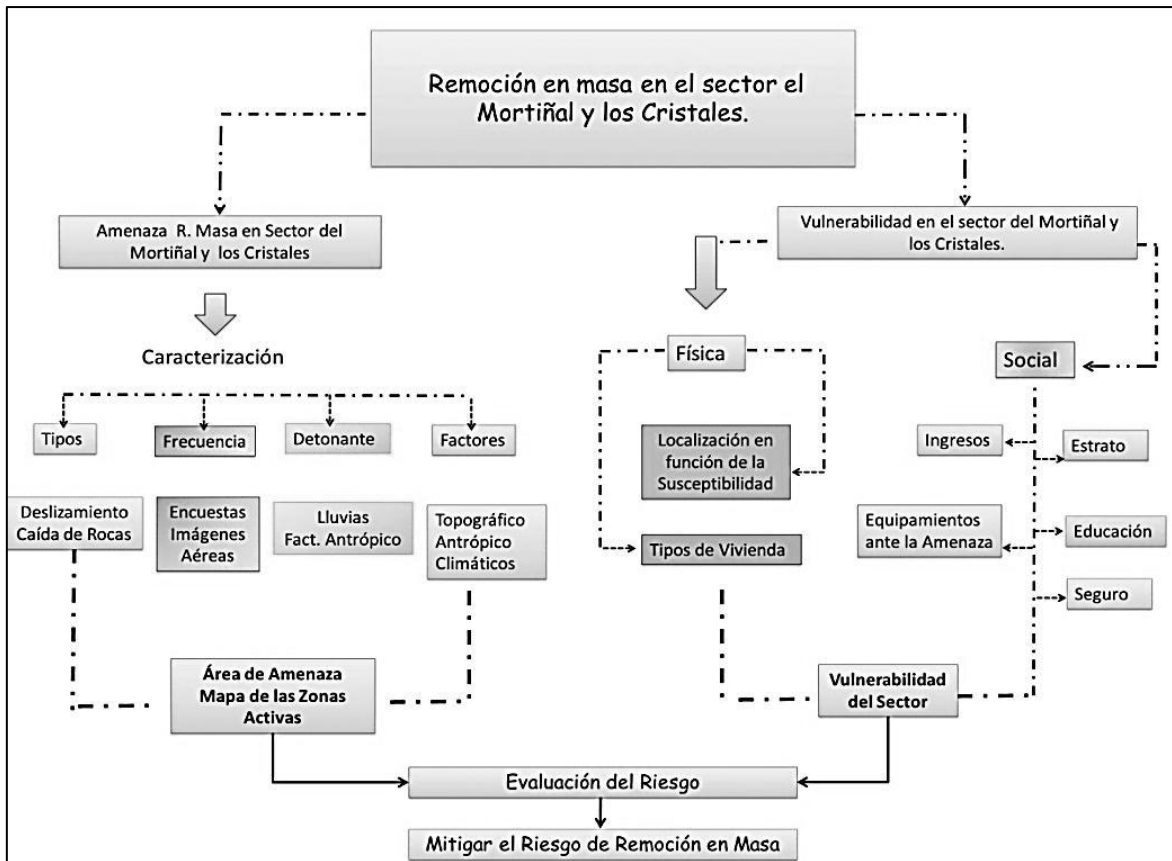 Remoción en masa en el sector el
Mortiñal y los Cristales.
Amenaza R. Masa en Sector del
Mortiñal y los Cristales
Vulnerabilidad en el sector del Mortiñal y
los Cristales.
Caracterización
Tipos
Frecuencia
Detonante
Factores
Deslizamiento
Caída de Rocas
Encuestas
Imágenes
Aéreas
Lluvias
Fact. Antrópico
Topográfico
Antrópico
Climáticos
Área de Amenaza
Mapa de las Zonas
Activas
Física
Localización en
función de la
Susceptibilidad
Tipos de Vivienda
Social
Ingresos
Estrato
Equipamientos
ante la Amenaza
Educación
Seguro
Vulnerabilidad
del Sector
Evaluación del Riesgo
Mitigar el Riesgo de Remoción en Masa